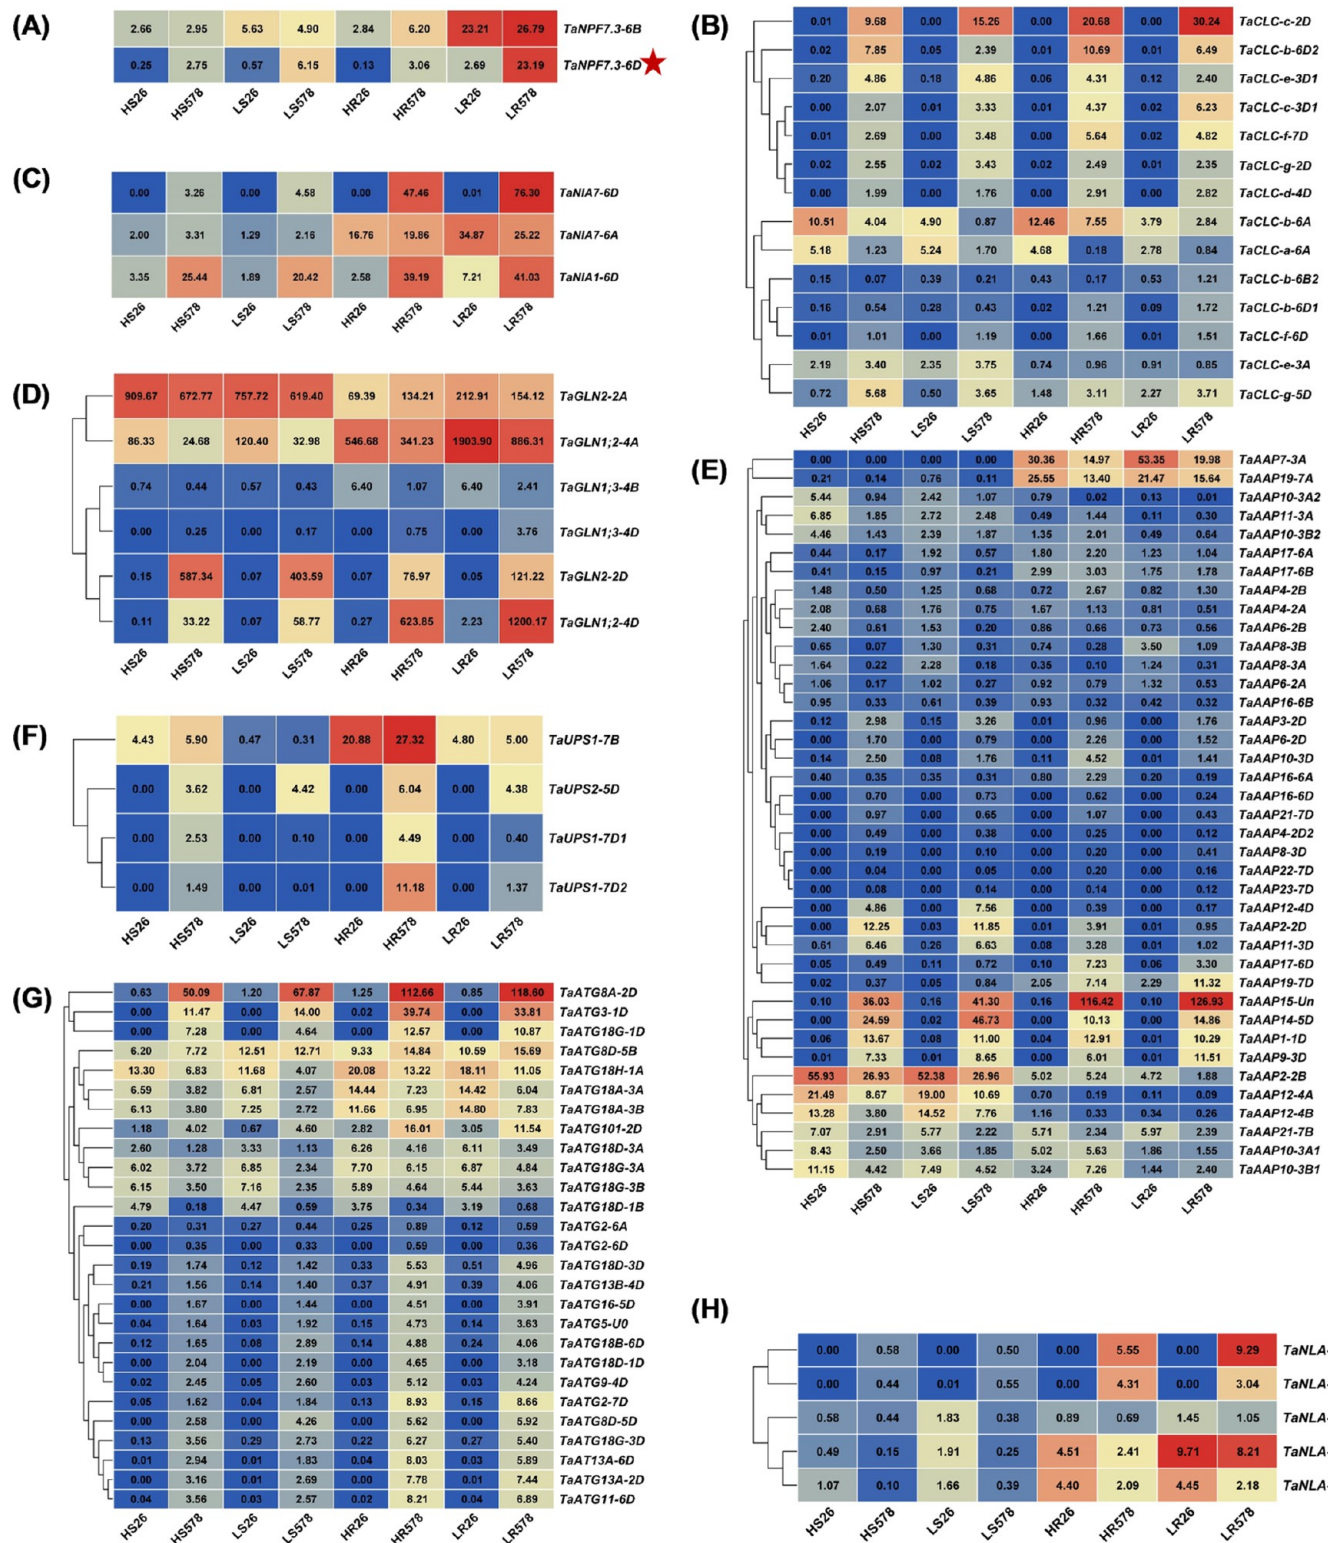 (A)
2.66 2.95 5.63 4.90 2.84 6.20 23.21 26.79 TaNPF7.3-6B
0.25 2.75 0.57 6.15 0.13 3.06 2.69 23.19 TaNPF7.3-6D
HS26 HS578 LS26 LS578 HR26 HR578 LR26 LR578
(B)
0.01 9.68 0.00 15.26 0.00 20.68 0.00 30.24 TaCLC-c-2D
0.02 7.85 0.05 2.39 0.01 10.69 0.01 6.49 TaCLC-b-6D2
0.20 4.86 0.18 4.86 0.06 4.31 0.12 2.40 TaCLC-e-3D1
0.00 2.07 0.01 3.33 0.01 4.37 0.02 6.23 TaCLC-c-3D1
0.01 2.69 0.00 3.48 0.00 5.64 0.02 4.82 TaCLC-f-7D
0.02 2.55 0.02 3.43 0.02 2.49 0.01 2.35 TaCLC-g-2D
0.00 1.99 0.00 1.76 0.00 2.91 0.00 2.82 TaCLC-d-4D
10.51 4.04 4.90 0.87 12.46 7.55 3.79 2.84 TaCLC-b-6A
5.18 1.23 5.24 1.70 4.68 0.18 2.78 0.84 TaCLC-a-6A
0.15 0.07 0.39 0.21 0.43 0.17 0.53 1.21 TaCLC-b-6B2
0.16 0.54 0.28 0.43 0.02 1.21 0.09 1.72 TaCLC-b-6D1
0.01 1.01 0.00 1.19 0.00 1.66 0.01 1.51 TaCLC-f-6D
2.19 3.40 2.35 3.75 0.74 0.96 0.91 0.85 TaCLC-e-3A
0.72 5.68 0.50 3.65 1.48 3.11 2.27 3.71 TaCLC-g-5D
HS26 HS578 LS26 LS578 HR26 HR578 LR26 LR578
(C)
0.00 3.26 0.00 4.58 0.00 47.46 0.01 76.30 TaNiA7-6D
2.00 3.31 1.29 2.16 16.76 19.86 34.87 25.22 TaNiA7-6A
3.35 25.44 1.89 20.42 2.58 39.19 7.21 41.03 TaNiA1-6D
HS26 HS578 LS26 LS578 HR26 HR578 LR26 LR578
(D)
909.67 672.77 757.72 619.40 69.39 134.21 212.91 154.12 TaGLN2-2A
86.33 24.68 120.40 32.98 546.68 341.23 1903.90 886.31 TaGLN1;2-4A
0.74 0.44 0.57 0.43 6.40 1.07 6.40 2.41 TaGLN1;3-4B
0.00 0.25 0.00 0.17 0.00 0.75 0.00 3.76 TaGLN1;3-4D
0.15 587.34 0.07 403.59 0.07 76.97 0.05 121.22 TaGLN2-2D
0.11 33.22 0.07 58.77 0.27 623.85 2.23 1200.17 TaGLN1;2-4D
HS26 HS578 LS26 LS578 HR26 HR578 LR26 LR578
(E)
0.00 0.00 0.00 0.00 30.36 14.97 53.35 19.98 TaAAP7-3A
0.21 0.14 0.76 0.11 25.55 13.40 21.47 15.64 TaAAP19-7A
5.44 0.94 2.42 1.07 0.79 0.02 0.13 0.01 TaAAP10-3A2
6.85 1.85 2.72 2.48 0.49 1.44 0.11 0.30 TaAAP11-3A
4.46 1.43 2.39 1.87 1.35 2.01 0.49 0.64 TaAAP10-3B2
0.44 0.17 1.92 0.57 1.80 2.20 1.23 1.04 TaAAP17-6A
0.41 0.15 0.97 0.21 2.99 3.03 1.75 1.78 TaAAP17-6B
1.48 0.50 1.25 0.68 0.72 2.67 0.82 1.30 TaAAP4-2B
2.08 0.68 1.76 0.75 1.67 1.13 0.81 0.51 TaAAP4-2A
2.40 0.61 1.53 0.20 0.86 0.66 0.73 0.56 TaAAP6-2B
0.65 0.07 1.30 0.31 0.74 0.28 3.50 1.09 TaAAP8-3B
1.64 0.22 2.28 0.18 0.35 0.10 1.24 0.31 TaAAP8-3A
1.06 0.17 1.02 0.27 0.92 0.79 1.32 0.53 TaAAP6-2A
0.95 0.33 0.61 0.39 0.93 0.32 0.42 0.32 TaAAP16-6B
0.12 2.98 0.15 3.26 0.01 0.96 0.00 1.76 TaAAP3-2D
0.00 1.70 0.00 0.79 0.00 2.26 0.00 1.52 TaAAP6-2D
0.14 2.50 0.08 1.76 0.11 4.52 0.01 1.41 TaAAP10-3D
0.40 0.35 0.35 0.31 0.80 2.29 0.20 0.19 TaAAP16-6A
0.00 0.70 0.00 0.73 0.00 0.62 0.00 0.24 TaAAP16-6D
0.00 0.97 0.00 0.65 0.00 1.07 0.00 0.43 TaAAP21-7D
0.00 0.49 0.00 0.38 0.00 0.25 0.00 0.12 TaAAP4-2D2
0.00 0.19 0.00 0.10 0.00 0.20 0.00 0.41 TaAAP8-3D
0.00 0.04 0.00 0.05 0.00 0.00 0.00 0.16 TaAAP22-7D
0.00 0.08 0.00 0.14 0.00 0.14 0.00 0.12 TaAAP23-7D
0.00 4.86 0.00 7.56 0.00 0.39 0.00 0.17 TaAAP12-4D
0.00 12.25 0.03 11.85 0.01 3.91 0.01 0.95 TaAAP2-2D
0.61 6.46 0.26 6.63 0.08 3.28 0.01 1.02 TaAAP11-3D
0.05 0.49 0.11 0.72 0.10 7.23 0.06 3.30 TaAAP17-6D
0.02 0.37 0.05 0.84 2.05 7.14 2.29 11.32 TaAAP19-7D
0.10 36.03 0.16 41.30 0.16 116.42 0.10 126.93 TaAAP15-Un
0.00 24.59 0.02 46.73 0.00 10.13 0.00 14.86 TaAAP14-5D
0.06 13.67 0.08 11.00 0.04 12.91 0.01 10.29 TaAAP1-1D
0.01 7.33 0.01 8.65 0.00 6.01 0.01 11.51 TaAAP9-3D
55.93 26.93 52.38 26.96 5.02 5.24 4.72 1.88 TaAAP2-2B
21.49 8.67 19.00 10.69 0.70 0.19 0.11 0.09 TaAAP12-4A
13.28 3.80 14.52 7.76 1.16 0.33 0.34 0.26 TaAAP12-4B
7.07 2.91 5.77 2.22 5.71 2.34 5.97 2.39 TaAAP21-7B
8.43 2.50 3.66 1.85 5.02 5.63 1.86 1.55 TaAAP10-3A1
11.15 4.42 7.49 4.52 3.24 7.26 1.44 2.40 TaAAP10-3B1
HS26 HS578 LS26 LS578 HR26 HR578 LR26 LR578
(F)
4.43 5.90 0.47 0.31 20.88 27.32 4.80 5.00 TaUPS1-7B
0.00 3.62 0.00 4.42 0.00 6.04 0.00 4.38 TaUPS2-5D
0.00 2.53 0.00 0.10 0.00 4.49 0.00 0.40 TaUPS1-7D1
0.00 1.49 0.00 0.01 0.00 11.18 0.00 1.37 TaUPS1-7D2
HS26 HS578 LS26 LS578 HR26 HR578 LR26 LR578
(G)
0.63 50.09 1.20 67.87 1.25 112.66 0.85 118.60 TaATG8A-2D
0.00 11.47 0.00 14.00 0.02 39.74 0.00 33.81 TaATG3-1D
0.00 7.28 0.00 4.64 0.00 12.57 0.00 10.87 TaATG18G-1D
6.20 7.72 12.51 12.71 9.33 14.84 10.59 15.69 TaATG8D-5B
13.30 6.83 11.68 4.07 20.08 13.22 18.11 11.05 TaATG18H-1A
6.59 3.82 6.81 2.57 14.44 7.23 14.42 6.04 TaATG18A-3A
6.13 3.80 7.25 2.72 11.66 6.95 14.80 7.83 TaATG18A-3B
1.18 4.02 0.67 4.60 2.82 16.01 3.05 11.54 TaATG101-2D
2.60 1.28 3.33 1.13 6.26 4.16 6.11 3.49 TaATG18D-3A
6.02 3.72 6.85 2.34 7.70 6.15 6.87 4.84 TaATG18G-3A
6.15 3.50 7.16 2.35 5.89 4.64 5.44 3.63 TaATG18G-3B
4.79 0.18 4.47 0.59 3.75 0.34 3.19 0.68 TaATG18D-1B
0.20 0.31 0.27 0.44 0.25 0.89 0.12 0.59 TaATG2-6A
0.00 0.35 0.00 0.33 0.00 0.59 0.00 0.36 TaATG2-6D
0.19 1.74 0.12 1.42 0.33 5.53 0.51 4.96 TaATG18D-3D
0.21 1.56 0.14 1.40 0.37 4.91 0.39 4.06 TaATG13B-4D
0.00 1.67 0.00 1.44 0.00 4.51 0.00 3.91 TaATG16-5D
0.04 1.64 0.03 1.92 0.15 4.73 0.14 3.63 TaATG5-U0
0.12 1.65 0.08 2.89 0.14 4.88 0.24 4.06 TaATG18B-6D
0.00 2.04 0.00 2.19 0.00 4.65 0.00 3.18 TaATG18D-1D
0.02 2.45 0.05 2.60 0.03 5.12 0.03 4.24 TaATG9-4D
0.05 1.62 0.04 1.84 0.13 8.93 0.15 8.66 TaATG2-7D
0.00 2.58 0.00 4.26 0.00 5.62 0.00 5.92 TaATG8D-5D
0.13 3.56 0.29 2.73 0.22 6.27 0.27 5.40 TaATG18G-3D
0.01 2.94 0.01 1.83 0.04 8.03 0.03 5.89 TaAT13A-6D
0.00 3.16 0.01 2.69 0.00 7.78 0.01 7.44 TaATG13A-2D
0.04 3.56 0.03 2.57 0.02 8.21 0.04 6.89 TaATG11-6D
HS26 HS578 LS26 LS578 HR26 HR578 LR26 LR578
(H)
0.00 0.58 0.00 0.50 0.00 5.55 0.00 9.29 TaNLA-
0.00 0.44 0.01 0.55 0.00 4.31 0.00 3.04 TaNLA-
0.58 0.44 1.83 0.38 0.89 0.69 1.45 1.05 TaNLA-
0.49 0.15 1.91 0.25 4.51 2.41 9.71 8.21 TaNLA-
1.07 0.10 1.66 0.39 4.40 2.09 4.45 2.18 TaNLA-
HS26 HS578 LS26 LS578 HR26 HR578 LR26 LR578